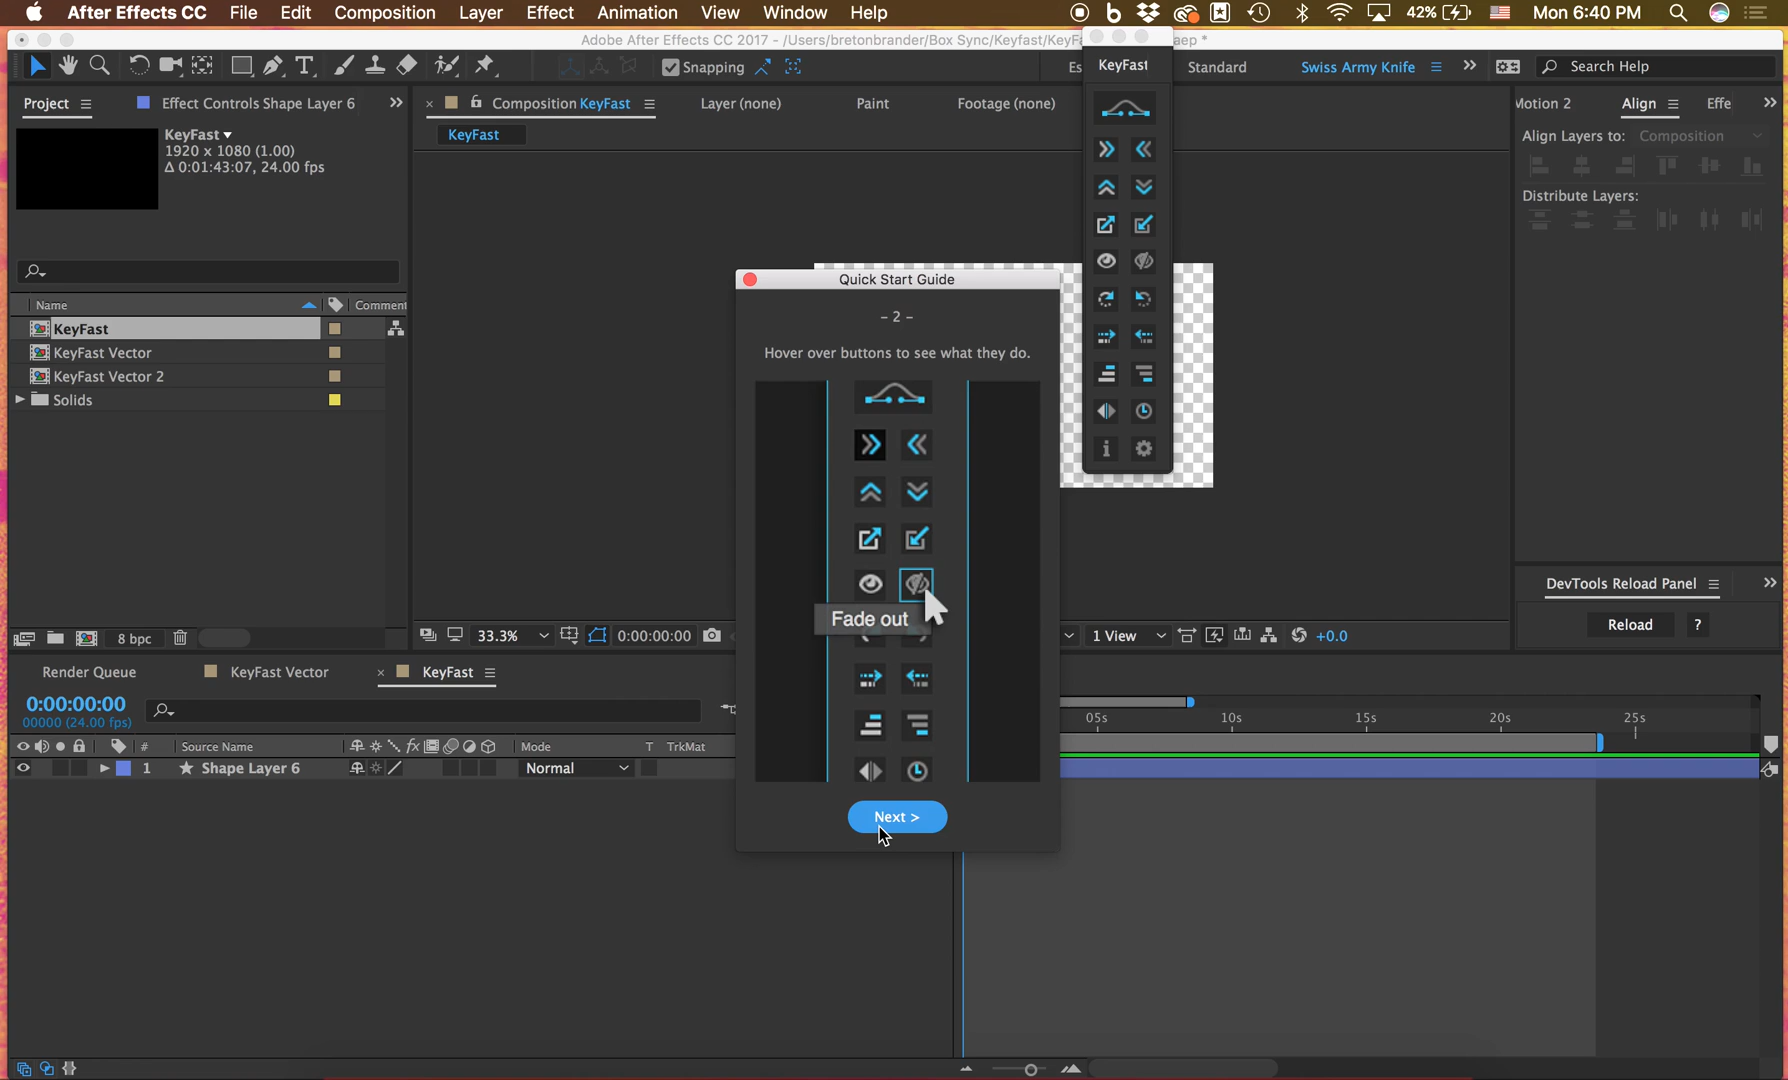 After Effects CC File Edit Composition Layer Effect Animation View Window Help 42% Mon 6:40 PM
Adobe After Effects CC 2017 - /Users/bretonbrander/Box Sync/Keyfast/KeyFa aep *
Snapping Es Standard Swiss Army Knife Search Help
KeyFast
Project Effect Controls Shape Layer 6 Composition KeyFast Layer (none) Paint Footage (none) Motion 2 Align Effe
KeyFast
KeyFast
1920 x 1080 (1.00)
Δ 0:01:43:07, 24.00 fps
Align Layers to: Composition
Distribute Layers:
Name Comment
KeyFast
KeyFast Vector
KeyFast Vector 2
Solids
Quick Start Guide
- 2 -
Hover over buttons to see what they do.
Fade out
Next >
DevTools Reload Panel
Reload ?
8 bpc 33.3% 0:00:00:00 1 View +0.0
Render Queue KeyFast Vector KeyFast
0:00:00:00
00000 (24.00 fps)
05s 10s 15s 20s 25s
# Source Name fx Mode T TrkMat
1 Shape Layer 6 Normal